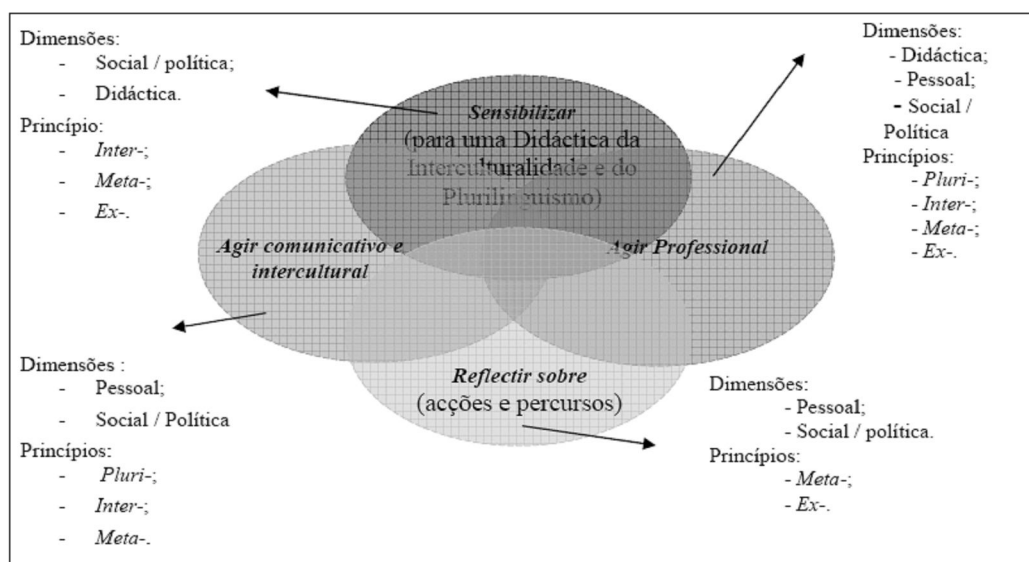 Dimensões:
- Social / política;
- Didáctica.
Princípio:
- Inter-;
- Meta-;
- Ex-.
Sensibilizar
(para uma Didáctica da
Interculturalidade e do
Plurilinguismo)
Dimensões:
- Didáctica;
- Pessoal;
- Social /
Política
Princípios:
- Pluri-;
- Inter-;
- Meta-;
- Ex-.
Agir comunicativo e
intercultural
Agir Professional
Dimensões :
- Pessoal;
- Social / Política
Princípios:
- Pluri-;
- Inter-;
- Meta-.
Reflectir sobre
(acções e percursos)
Dimensões:
- Pessoal;
- Social / política.
Princípios:
- Meta-;
- Ex-.